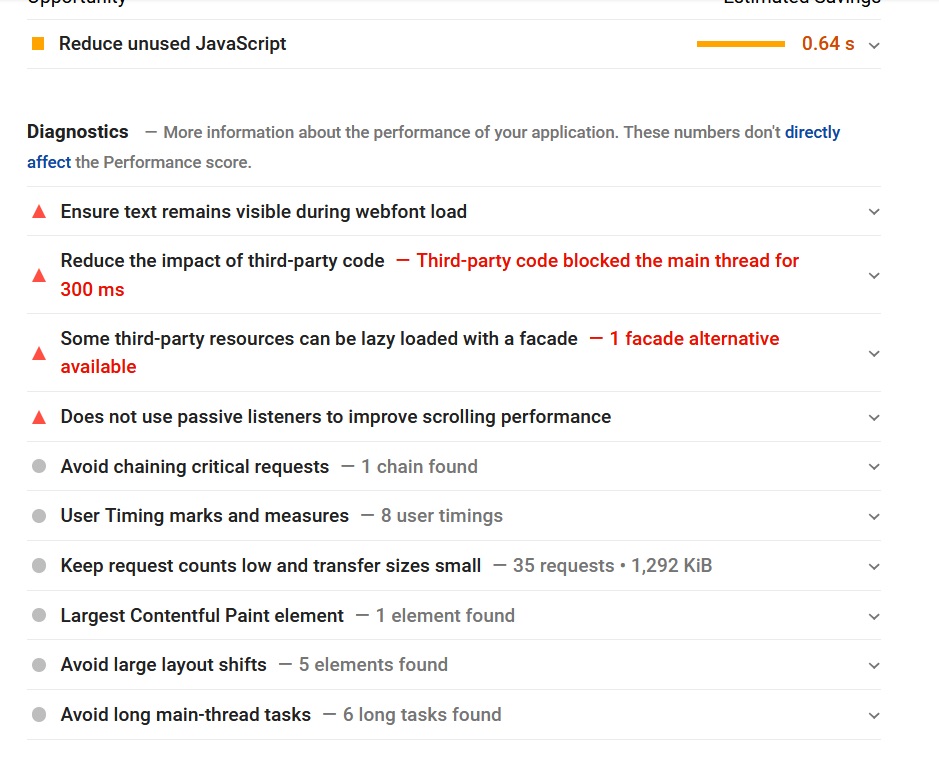 Opportunity Estimated Savings
Reduce unused JavaScript 0.64 s
Diagnostics — More information about the performance of your application. These numbers don't directly
affect the Performance score.
Ensure text remains visible during webfont load
Reduce the impact of third-party code — Third-party code blocked the main thread for
300 ms
Some third-party resources can be lazy loaded with a facade — 1 facade alternative
available
Does not use passive listeners to improve scrolling performance
Avoid chaining critical requests — 1 chain found
User Timing marks and measures — 8 user timings
Keep request counts low and transfer sizes small — 35 requests • 1,292 KiB
Largest Contentful Paint element — 1 element found
Avoid large layout shifts — 5 elements found
Avoid long main-thread tasks — 6 long tasks found